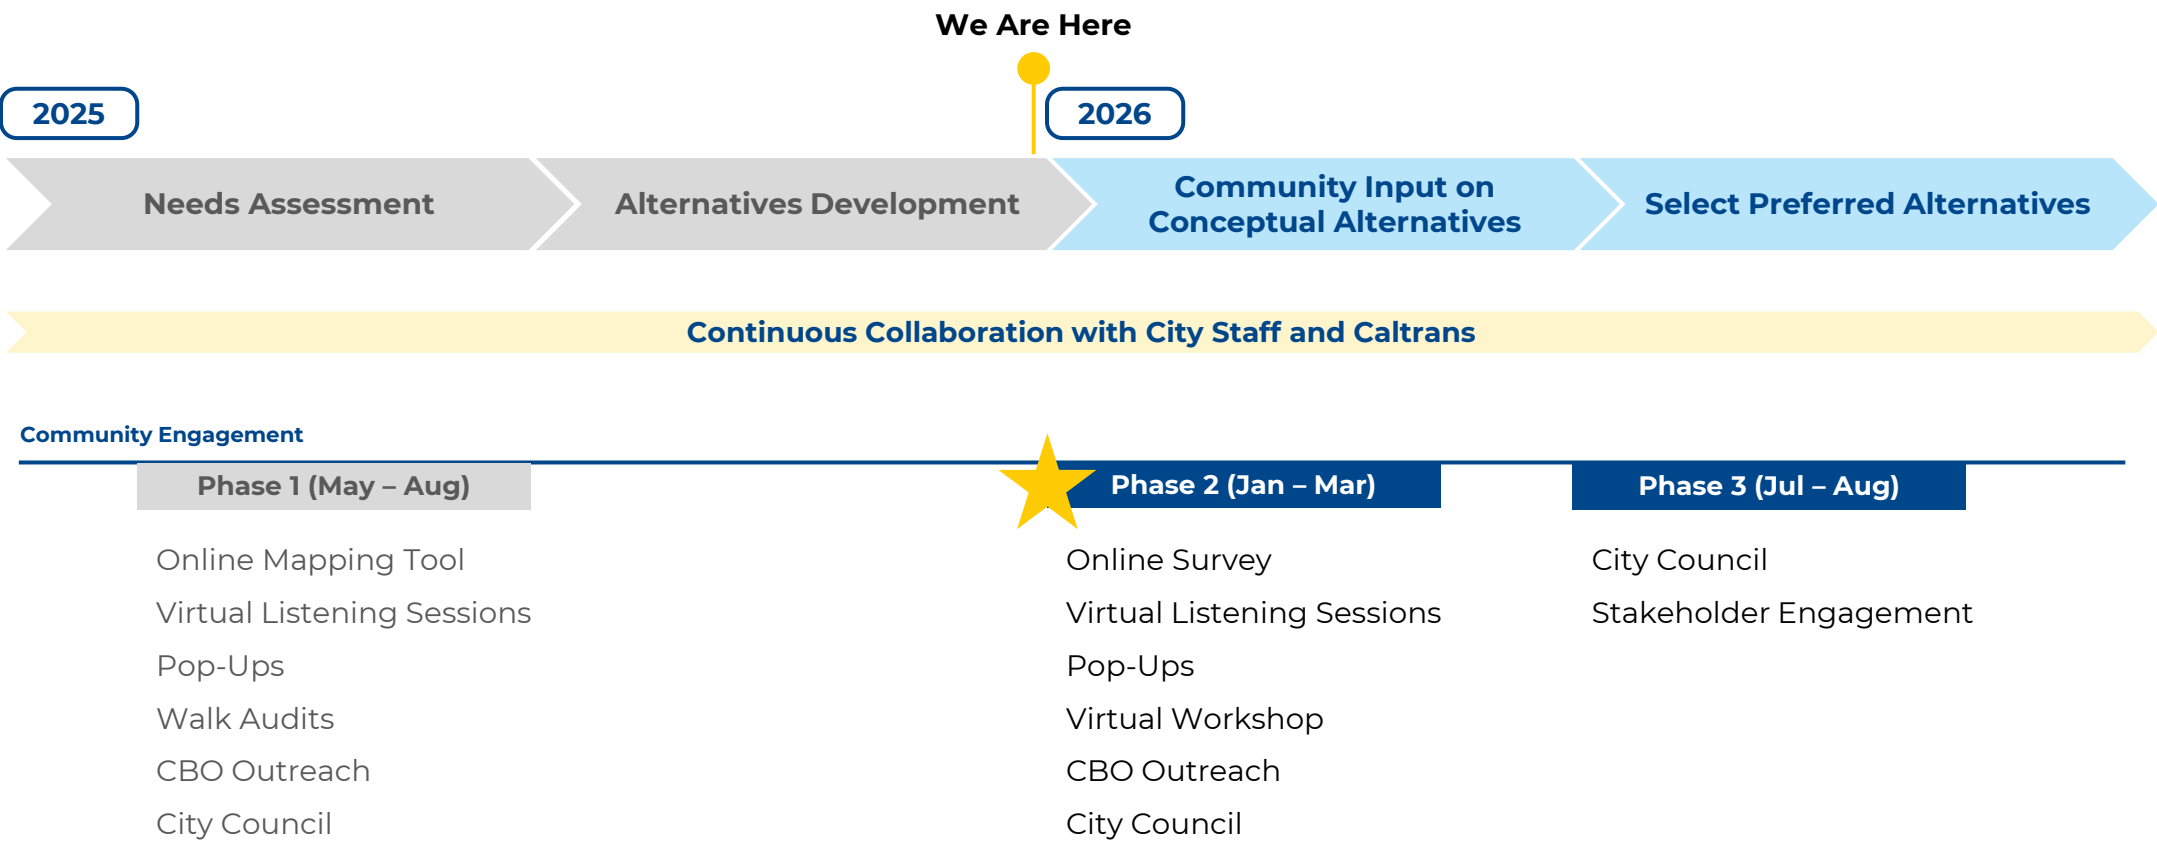 We Are Here
2025
2026
Needs Assessment
Alternatives Development
Community Input on
Conceptual Alternatives
Select Preferred Alternatives
Continuous Collaboration with City Staff and Caltrans
Community Engagement
Phase 1 (May – Aug)
Online Mapping Tool
Virtual Listening Sessions
Pop-Ups
Walk Audits
CBO Outreach
City Council
Phase 2 (Jan – Mar)
Online Survey
Virtual Listening Sessions
Pop-Ups
Virtual Workshop
CBO Outreach
City Council
Phase 3 (Jul – Aug)
City Council
Stakeholder Engagement